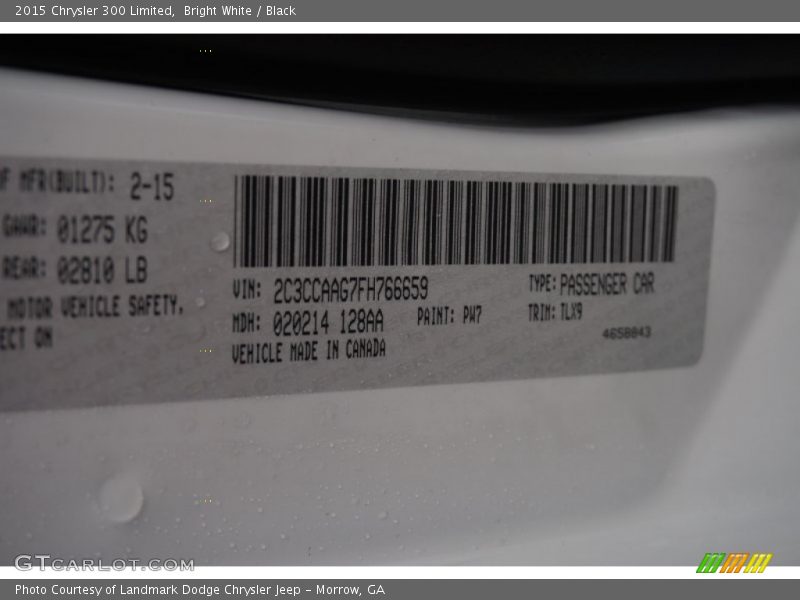 2015 Chrysler 300 Limited, Bright White / Black
F MFR(BUILT): 2-15
GAWR: 01275 KG
REAR: 02810 LB
MOTOR VEHICLE SAFETY,
ECT ON
VIN: 2C3CCAAG7FH766659
MDH: 020214 128AA
PAINT: PW7
VEHICLE MADE IN CANADA
TYPE: PASSENGER CAR
TRIM: TLX9
4658843
GTCARLOT.COM
Photo Courtesy of Landmark Dodge Chrysler Jeep – Morrow, GA